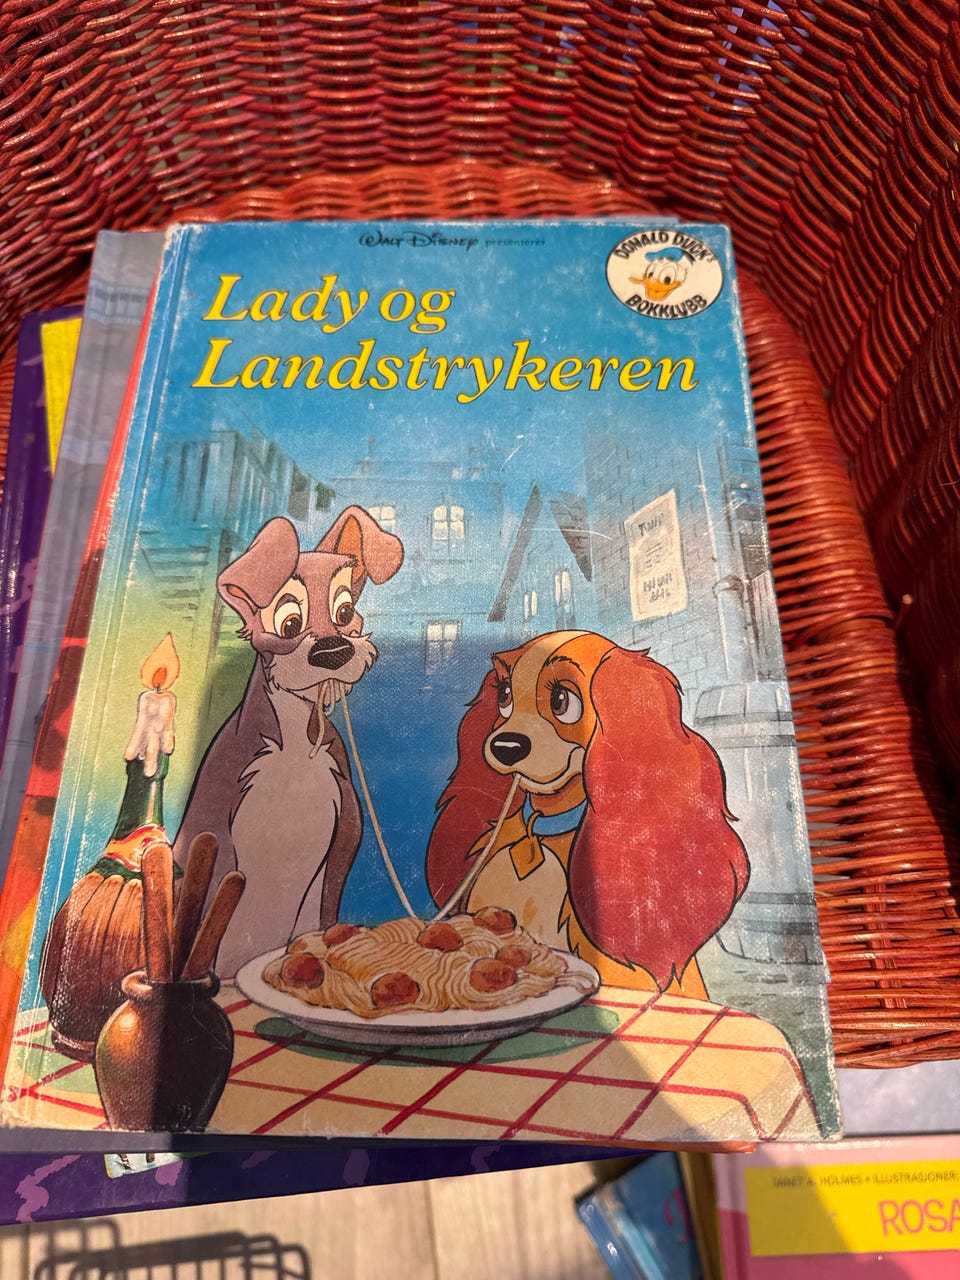 Walt Disney presenterer
DONALD DUCK'S
BOKKLUBB
Lady og
Landstrykeren
JANET A. HOLMES • ILLUSTRASJONER:
ROSA